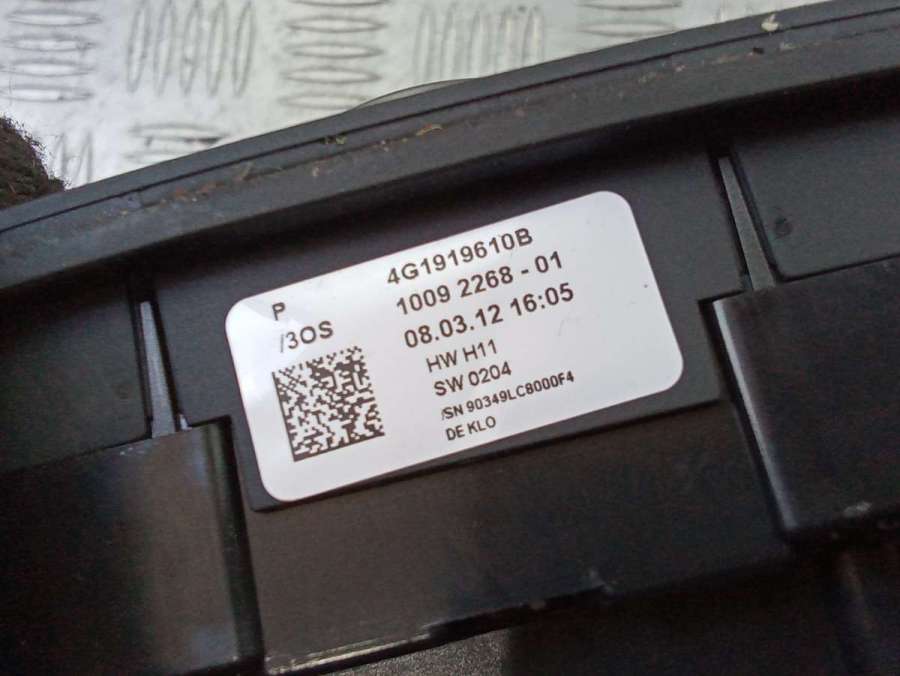 P
/3OS
4G1919610B
1009 2268 - 01
08.03.12 16:05
HW H11
SW 0204
/SN 90349LC8000F4
DE KLO